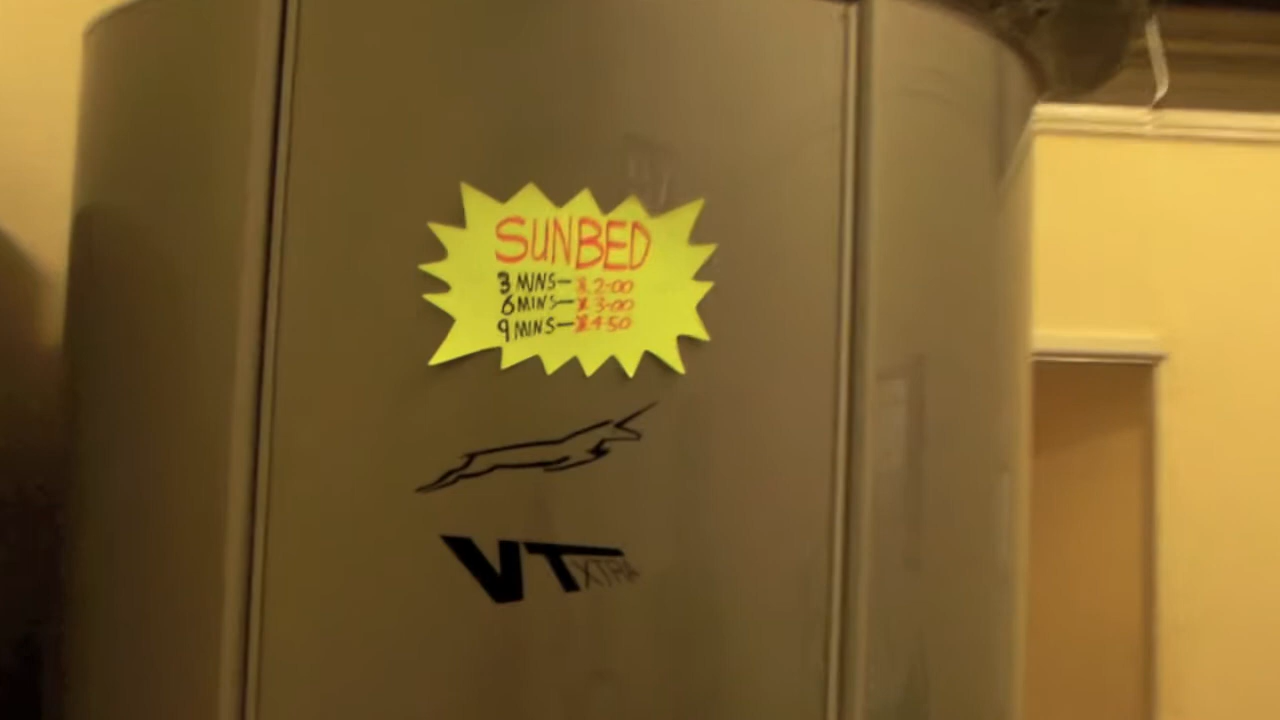 SUNBED
3 MINS—£2.00
6 MINS—£3.00
9 MINS—£4.50
VT XTRA